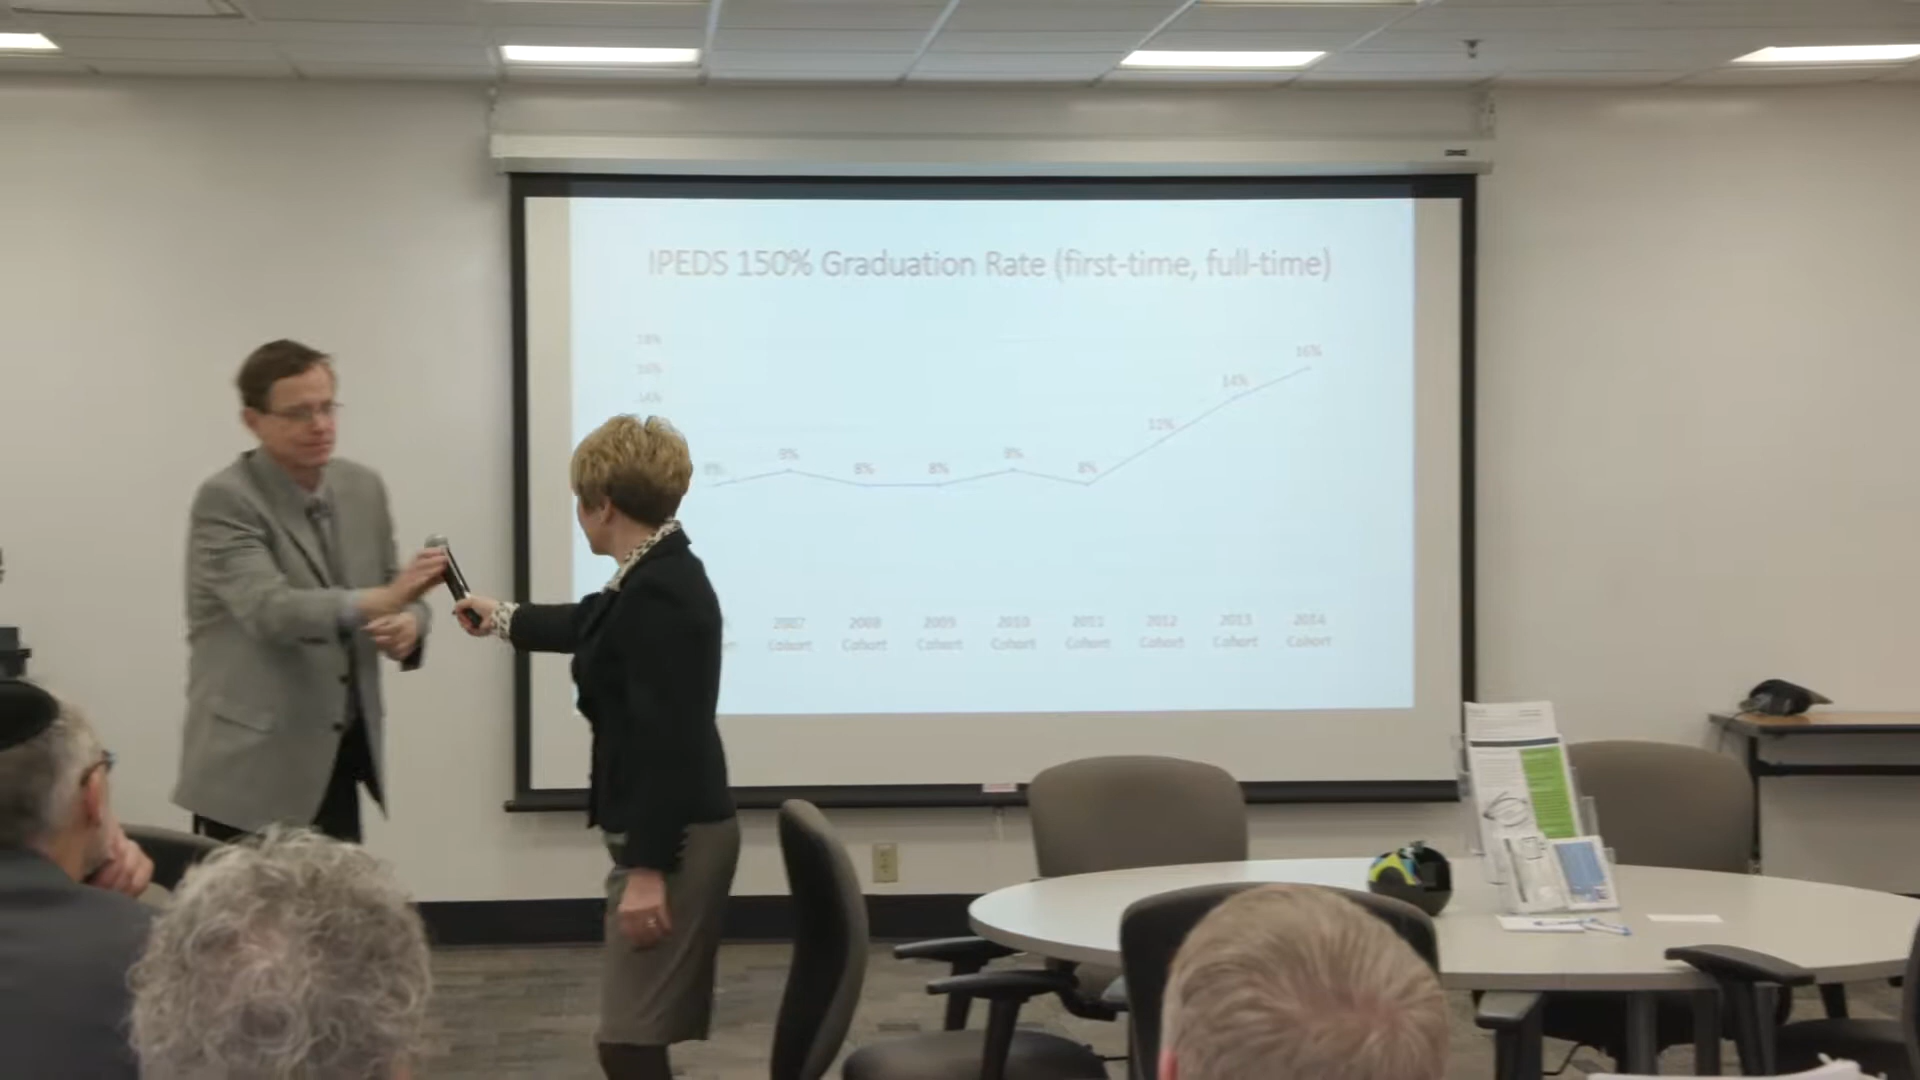 IPEDS 150% Graduation Rate (first-time, full-time)
18%
16%
14%
8% 9% 8% 8% 9% 8% 11% 14% 16%
2007 2008 2009 2010 2011 2012 2013 2014
Cohort Cohort Cohort Cohort Cohort Cohort Cohort Cohort